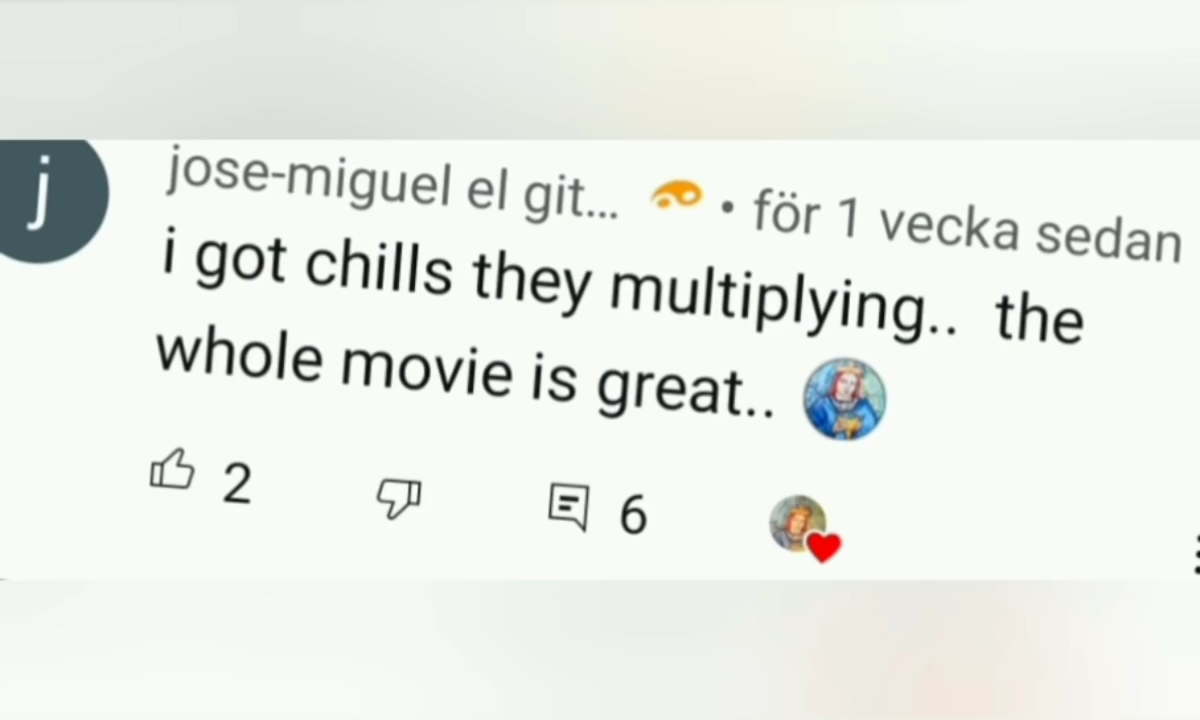 j
jose-miguel el git... • för 1 vecka sedan
i got chills they multiplying.. the
whole movie is great..
2 6